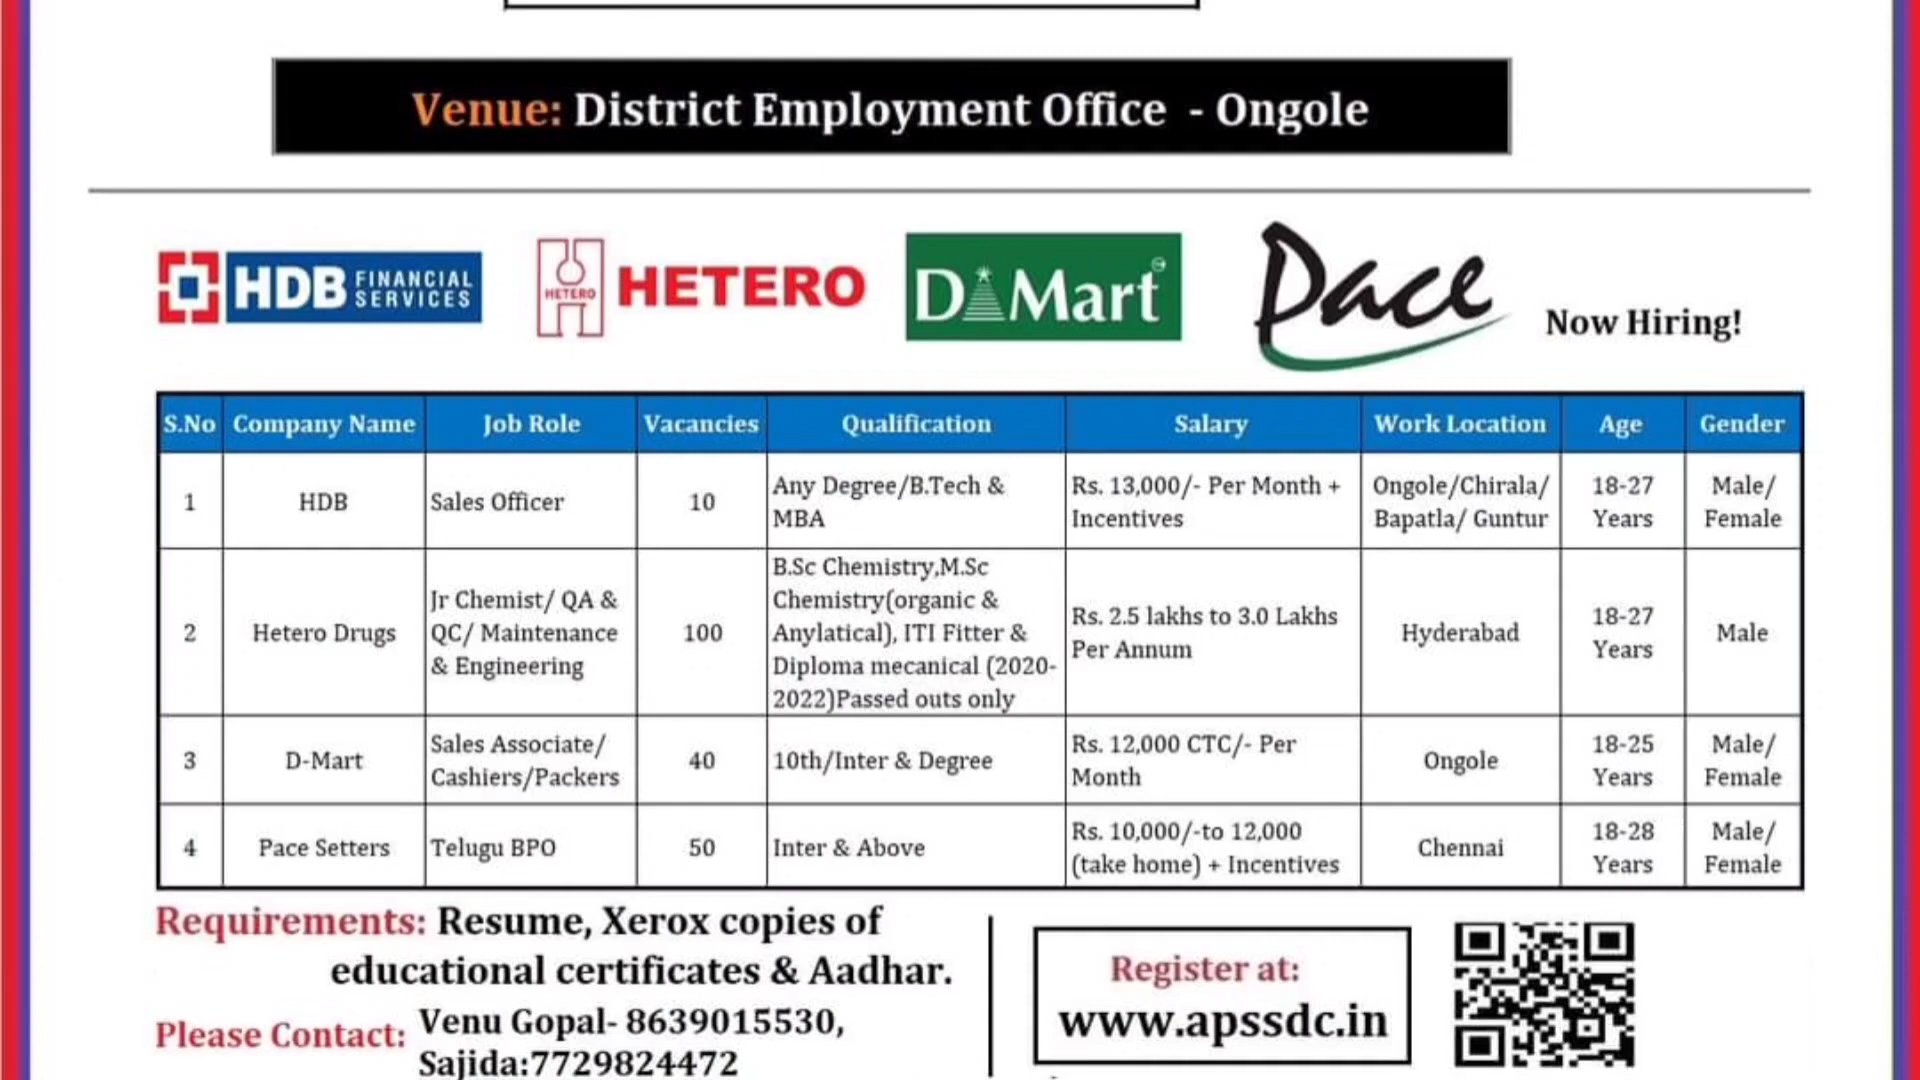 Venue: District Employment Office - Ongole
HDB FINANCIAL
SERVICES
HETERO
HETERO
D Mart
Pace
Now Hiring!
S.No Company Name Job Role Vacancies Qualification Salary Work Location Age Gender
1 HDB Sales Officer 10 Any Degree/B.Tech &
MBA Rs. 13,000/- Per Month +
Incentives Ongole/Chirala/
Bapatla/ Guntur 18-27
Years Male/
Female
2 Hetero Drugs Jr Chemist/ QA &
QC/ Maintenance
& Engineering 100 B.Sc Chemistry,M.Sc
Chemistry(organic &
Anylatical), ITI Fitter &
Diploma mecanical (2020-
2022)Passed outs only Rs. 2.5 lakhs to 3.0 Lakhs
Per Annum Hyderabad 18-27
Years Male
3 D-Mart Sales Associate/
Cashiers/Packers 40 10th/Inter & Degree Rs. 12,000 CTC/- Per
Month Ongole 18-25
Years Male/
Female
4 Pace Setters Telugu BPO 50 Inter & Above Rs. 10,000/-to 12,000
(take home) + Incentives Chennai 18-28
Years Male/
Female
Requirements: Resume, Xerox copies of
educational certificates & Aadhar.
Please Contact: Venu Gopal- 8639015530,
Sajida:7729824472
Register at:
www.apssdc.in